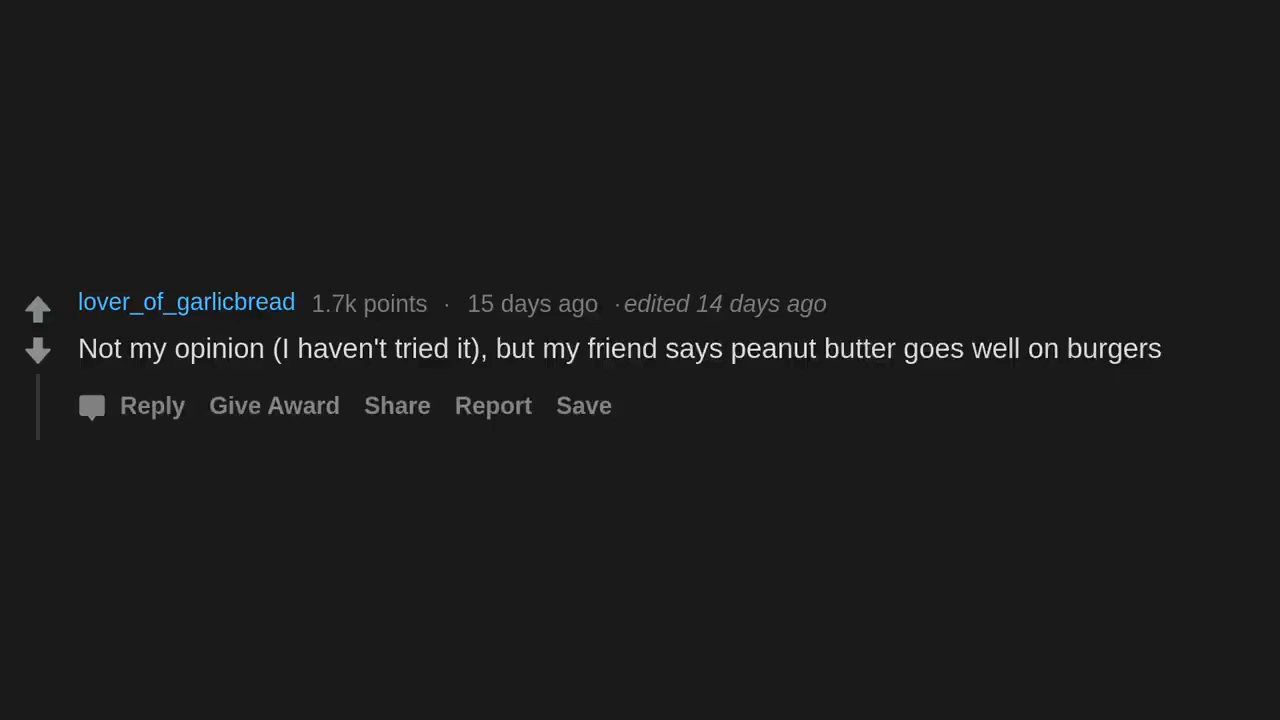 lover_of_garlicbread 1.7k points · 15 days ago · edited 14 days ago
Not my opinion (I haven't tried it), but my friend says peanut butter goes well on burgers
Reply Give Award Share Report Save